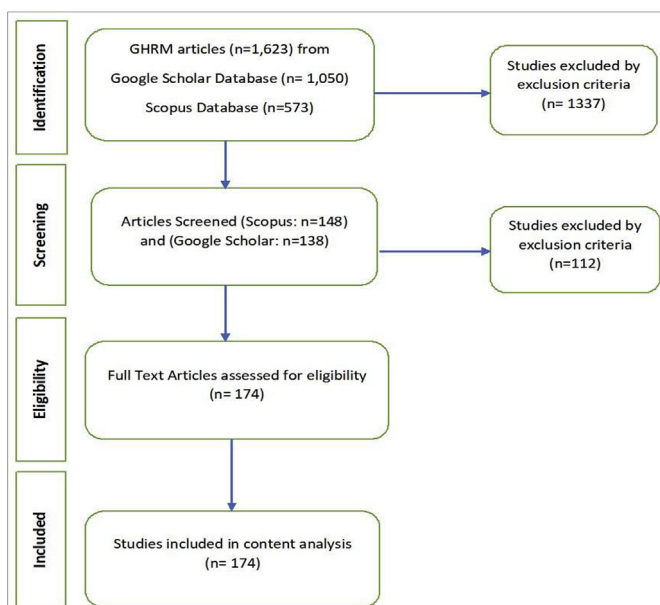 Identification
GHRM articles (n=1,623) from
Google Scholar Database (n= 1,050)
Scopus Database (n=573)
Studies excluded by
exclusion criteria
(n= 1337)
Screening
Articles Screened (Scopus: n=148)
and (Google Scholar: n=138)
Studies excluded by
exclusion criteria
(n=112)
Eligibility
Full Text Articles assessed for eligibility
(n= 174)
Included
Studies included in content analysis
(n= 174)